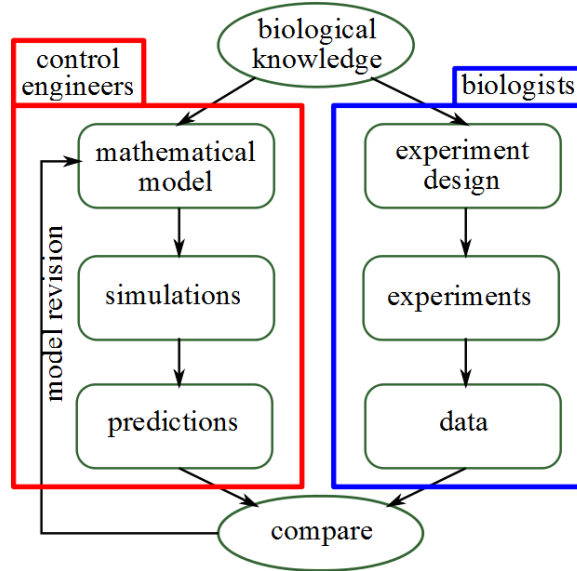 biological
knowledge
control
engineers
biologists
mathematical
model
experiment
design
simulations
experiments
model revision
predictions
data
compare